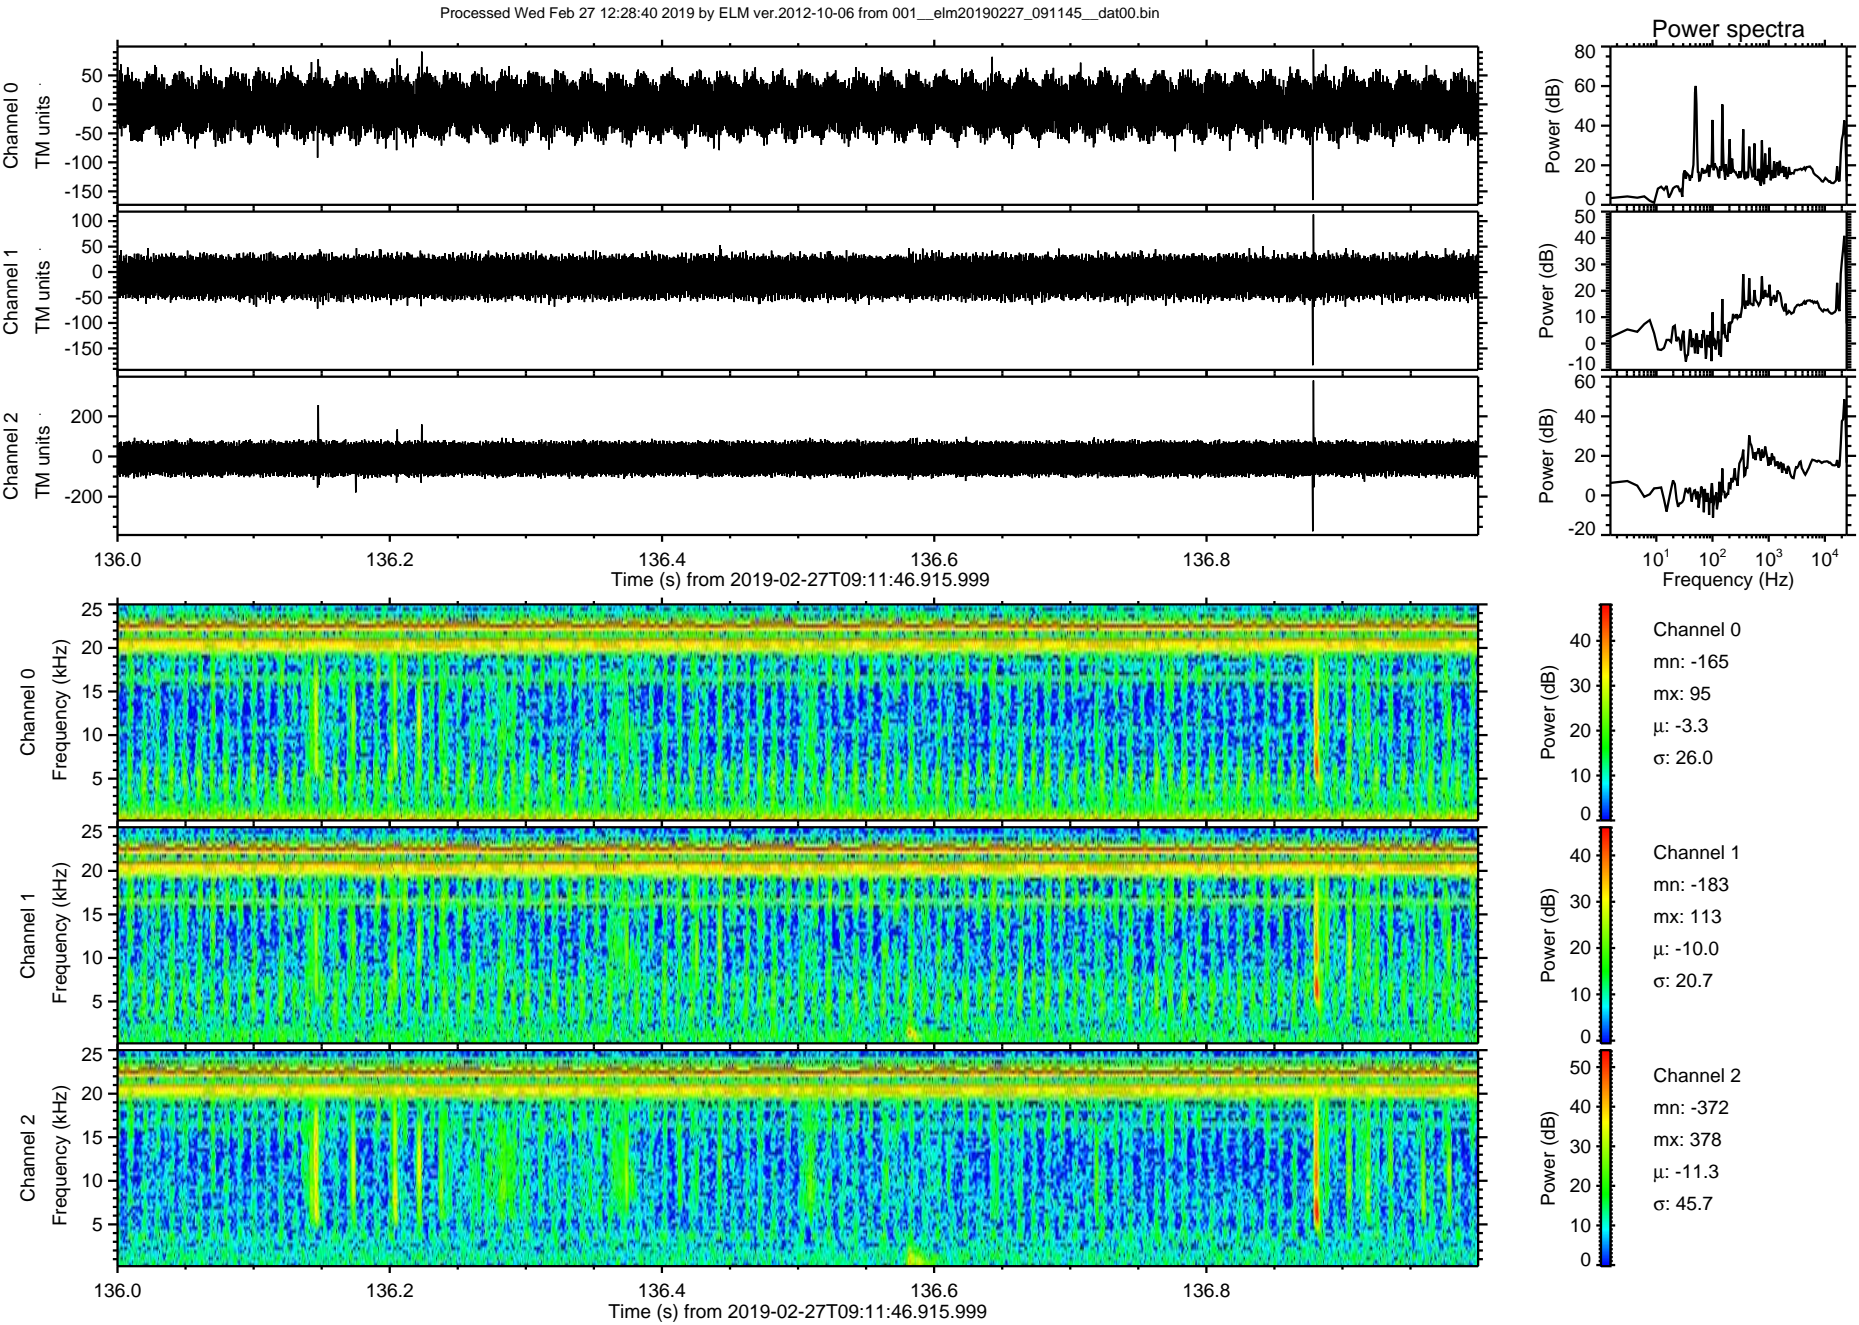 Processed Wed Feb 27 12:28:40 2019 by ELM ver.2012-10-06 from 001__elm20190227_091145__dat00.bin
Power spectra
Channel 0
TM units
50
0
-50
-100
-150
Power (dB)
80
60
40
20
0
Channel 1
TM units
100
50
0
-50
-100
-150
Power (dB)
50
40
30
20
10
0
-10
Channel 2
TM units
200
0
-200
Power (dB)
60
40
20
0
-20
136.0 136.2 136.4 136.6 136.8
Time (s) from 2019-02-27T09:11:46.915.999
10¹ 10² 10³ 10⁴
Frequency (Hz)
Channel 0
Frequency (kHz)
25
20
15
10
5
Power (dB)
40
30
20
10
0
Channel 0
mn: -165
mx: 95
μ: -3.3
σ: 26.0
Channel 1
Frequency (kHz)
25
20
15
10
5
Power (dB)
40
30
20
10
0
Channel 1
mn: -183
mx: 113
μ: -10.0
σ: 20.7
Channel 2
Frequency (kHz)
25
20
15
10
5
Power (dB)
50
40
30
20
10
0
Channel 2
mn: -372
mx: 378
μ: -11.3
σ: 45.7
136.0 136.2 136.4 136.6 136.8
Time (s) from 2019-02-27T09:11:46.915.999